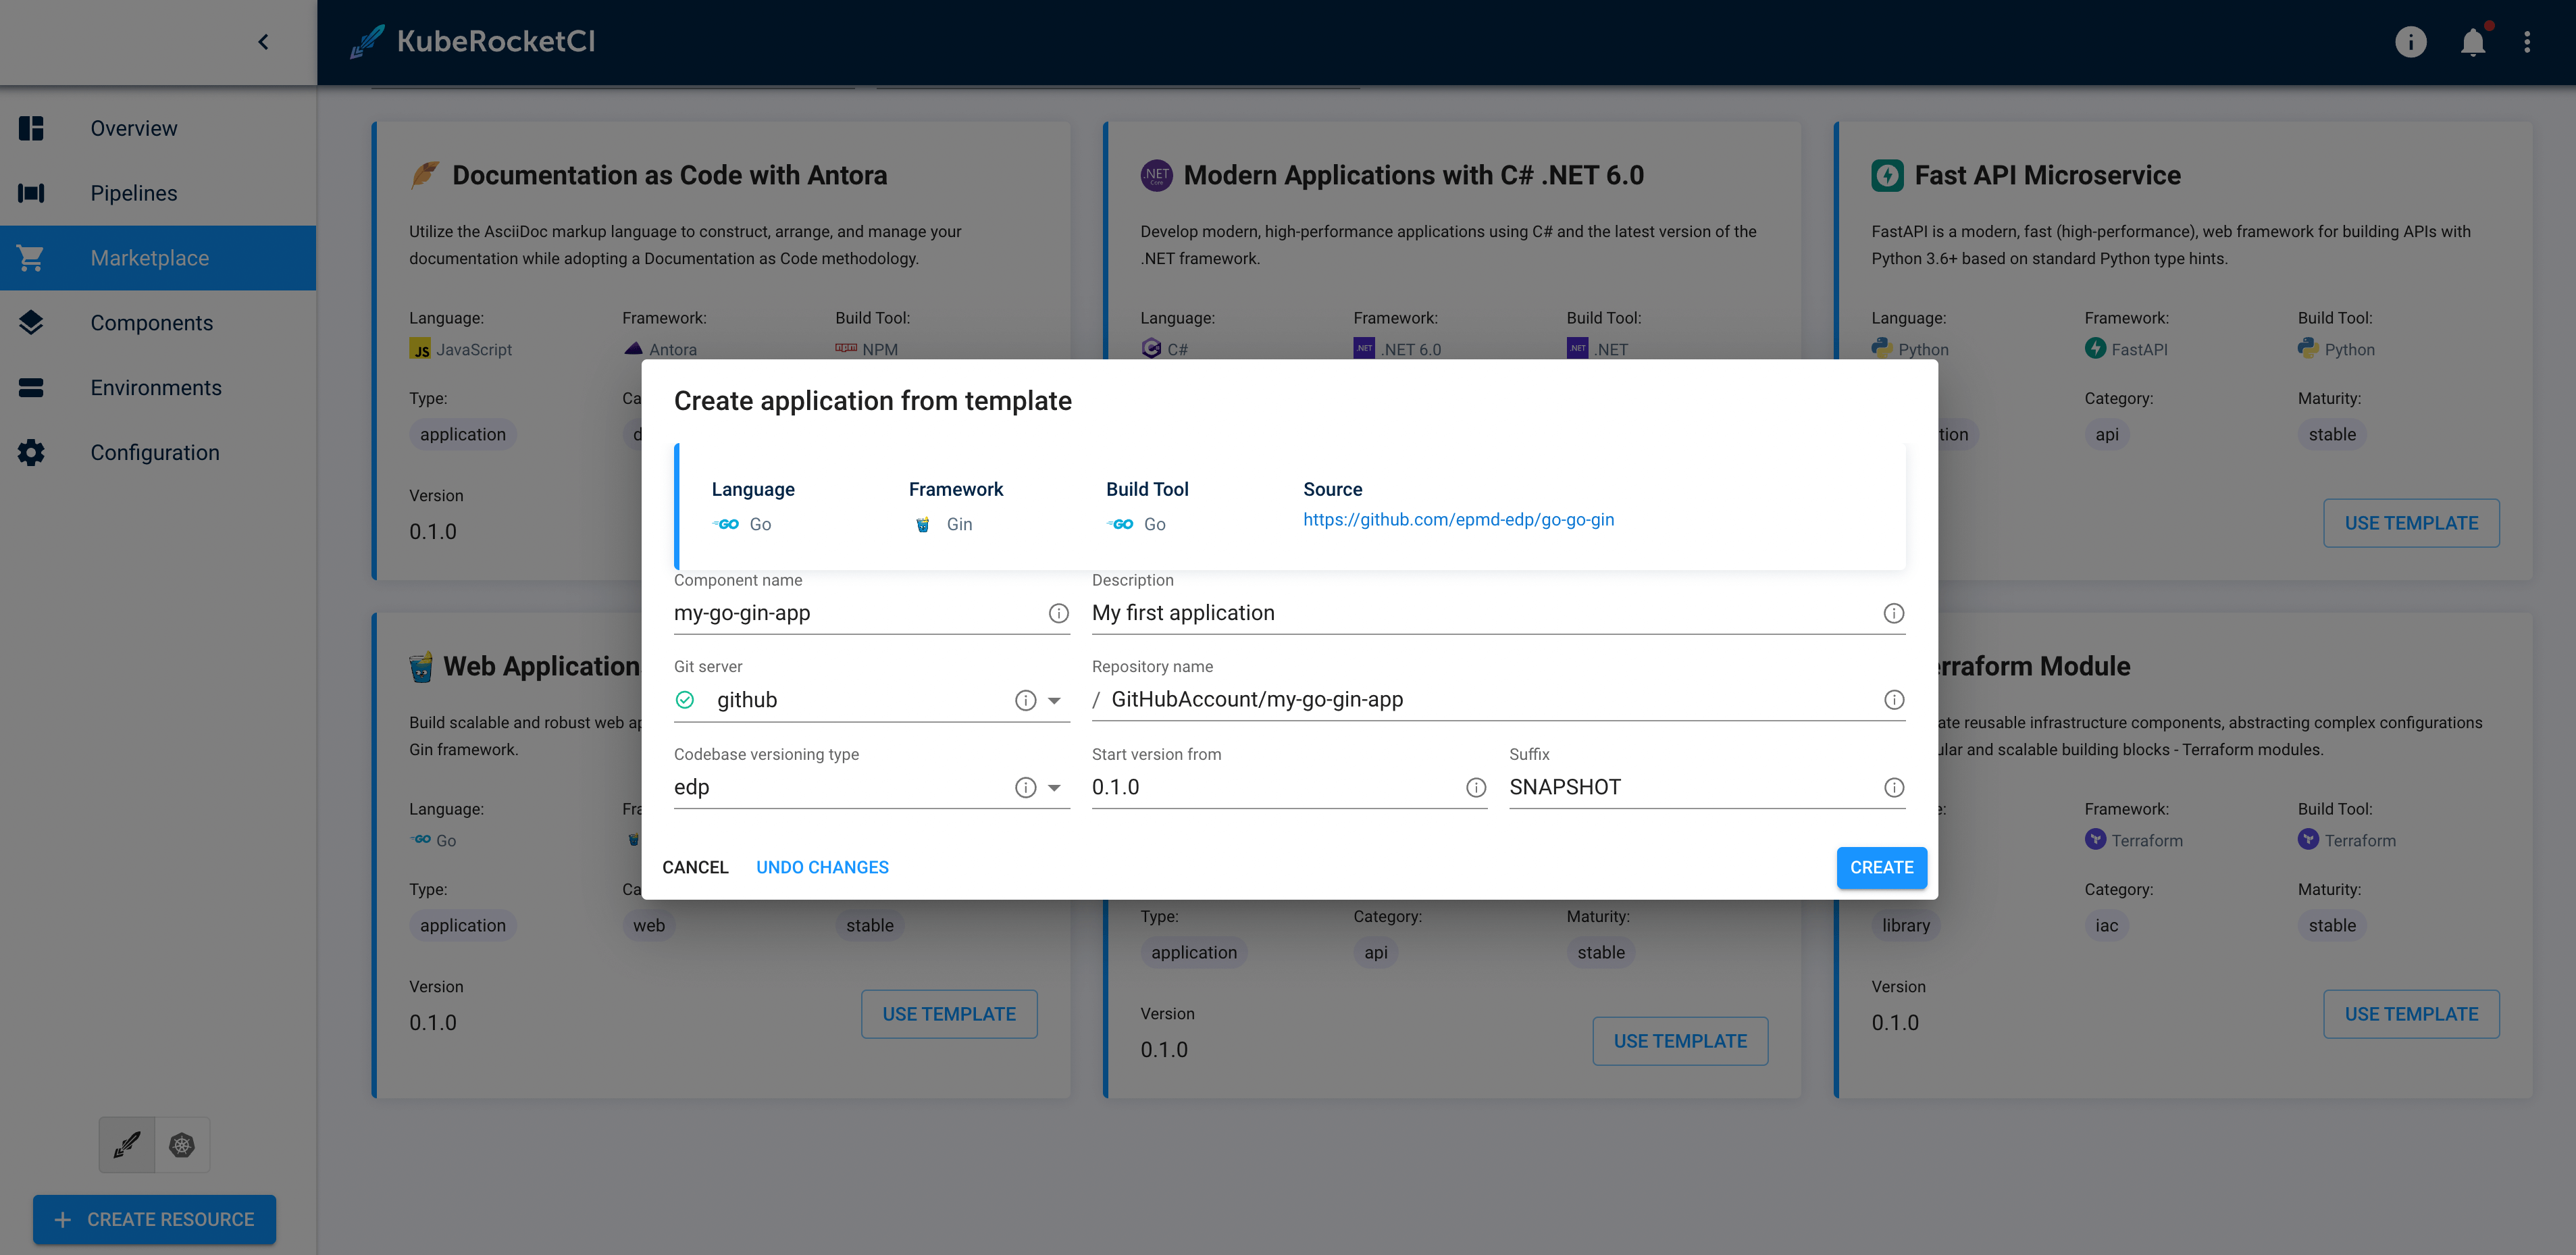 KubeRocketCI
Overview
Pipelines
Marketplace
Components
Environments
Configuration
CREATE RESOURCE
Documentation as Code with Antora
Utilize the AsciiDoc markup language to construct, arrange, and manage your
documentation while adopting a Documentation as Code methodology.
Language: Framework: Build Tool:
JS JavaScript Antora NPM
Type: Ca
application d
Version
0.1.0
.NET Core Modern Applications with C# .NET 6.0
Develop modern, high-performance applications using C# and the latest version of the
.NET framework.
Language: Framework: Build Tool:
C# .NET .NET 6.0 .NET .NET
Fast API Microservice
FastAPI is a modern, fast (high-performance), web framework for building APIs with
Python 3.6+ based on standard Python type hints.
Language: Framework: Build Tool:
Python FastAPI Python
Category: Maturity:
tion api stable
USE TEMPLATE
Create application from template
Language Framework Build Tool Source
GO Go Gin GO Go https://github.com/epmd-edp/go-go-gin
Component name Description
my-go-gin-app My first application
Git server Repository name
github / GitHubAccount/my-go-gin-app
Codebase versioning type Start version from Suffix
edp 0.1.0 SNAPSHOT
CANCEL UNDO CHANGES CREATE
Web Application
Build scalable and robust web ap
Gin framework.
Language: Fra
GO Go
Type: Ca
application web stable
Version
0.1.0
USE TEMPLATE
Type: Category: Maturity:
application api stable
Version
0.1.0
USE TEMPLATE
erraform Module
ate reusable infrastructure components, abstracting complex configurations
ular and scalable building blocks - Terraform modules.
e: Framework: Build Tool:
Terraform Terraform
Category: Maturity:
library iac stable
Version
0.1.0
USE TEMPLATE